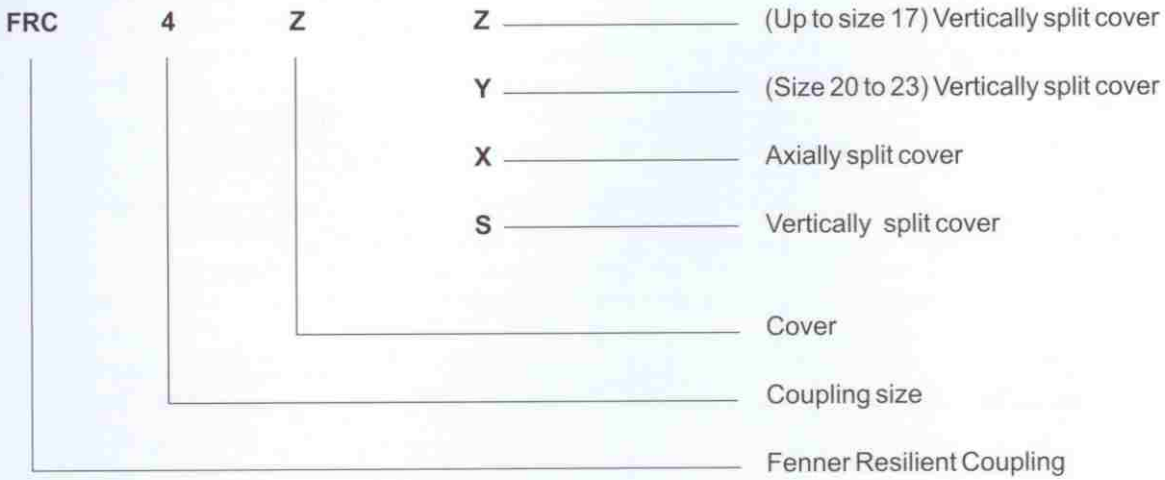 FRC 4 Z Z (Up to size 17) Vertically split cover
Y (Size 20 to 23) Vertically split cover
X Axially split cover
S Vertically split cover
Cover
Coupling size
Fenner Resilient Coupling